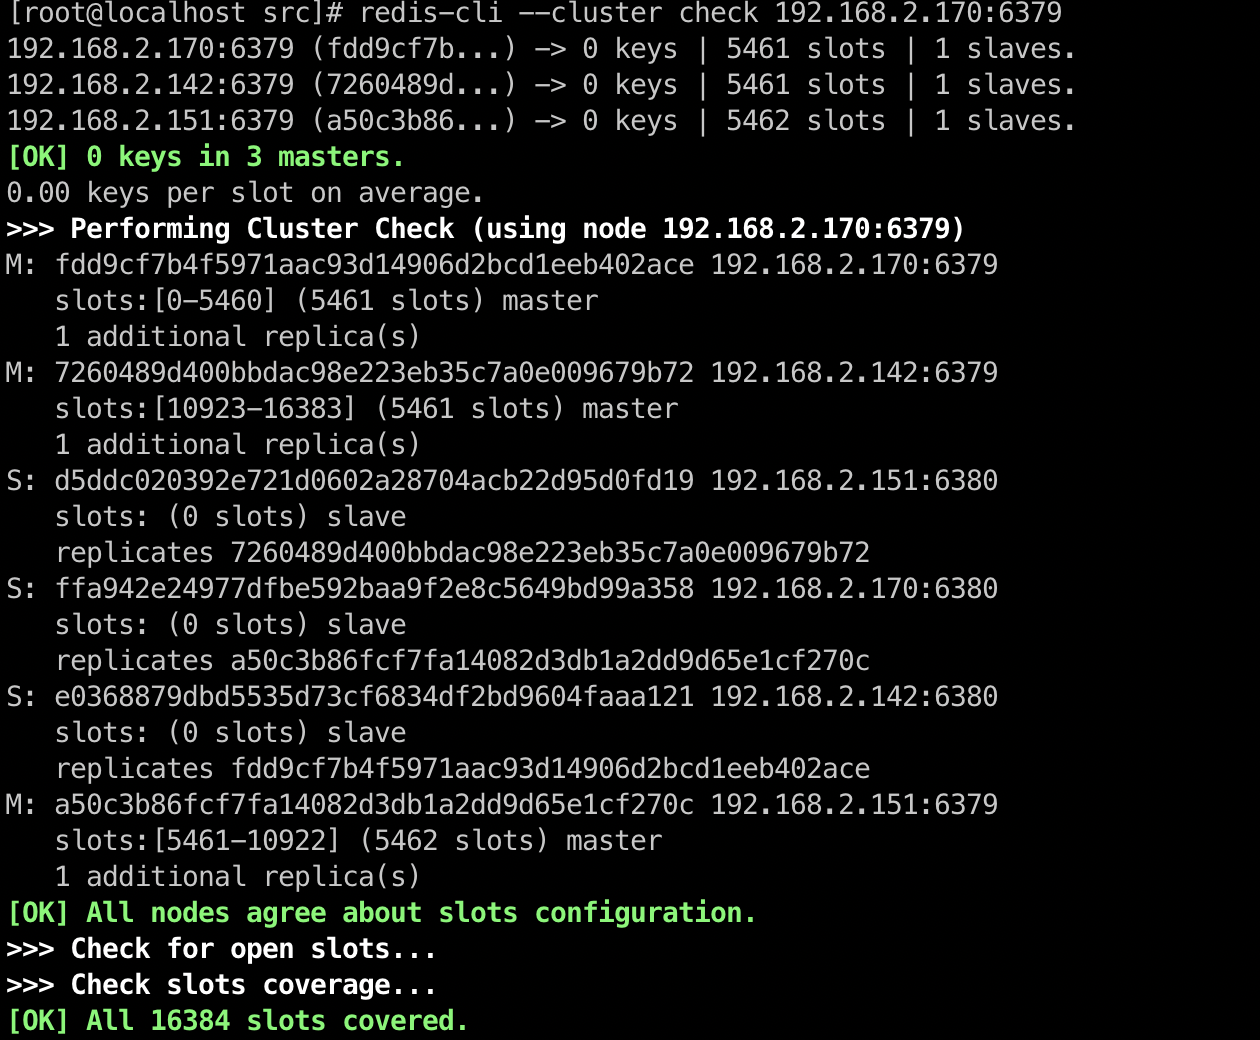 [root@localhost src]# redis-cli --cluster check 192.168.2.170:6379
192.168.2.170:6379 (fdd9cf7b...) -> 0 keys | 5461 slots | 1 slaves.
192.168.2.142:6379 (7260489d...) -> 0 keys | 5461 slots | 1 slaves.
192.168.2.151:6379 (a50c3b86...) -> 0 keys | 5462 slots | 1 slaves.
[OK] 0 keys in 3 masters.
0.00 keys per slot on average.
>>> Performing Cluster Check (using node 192.168.2.170:6379)
M: fdd9cf7b4f5971aac93d14906d2bcd1eeb402ace 192.168.2.170:6379
   slots:[0-5460] (5461 slots) master
   1 additional replica(s)
M: 7260489d400bbdac98e223eb35c7a0e009679b72 192.168.2.142:6379
   slots:[10923-16383] (5461 slots) master
   1 additional replica(s)
S: d5ddc020392e721d0602a28704acb22d95d0fd19 192.168.2.151:6380
   slots: (0 slots) slave
   replicates 7260489d400bbdac98e223eb35c7a0e009679b72
S: ffa942e24977dfbe592baa9f2e8c5649bd99a358 192.168.2.170:6380
   slots: (0 slots) slave
   replicates a50c3b86fcf7fa14082d3db1a2dd9d65e1cf270c
S: e0368879dbd5535d73cf6834df2bd9604faaa121 192.168.2.142:6380
   slots: (0 slots) slave
   replicates fdd9cf7b4f5971aac93d14906d2bcd1eeb402ace
M: a50c3b86fcf7fa14082d3db1a2dd9d65e1cf270c 192.168.2.151:6379
   slots:[5461-10922] (5462 slots) master
   1 additional replica(s)
[OK] All nodes agree about slots configuration.
>>> Check for open slots...
>>> Check slots coverage...
[OK] All 16384 slots covered.